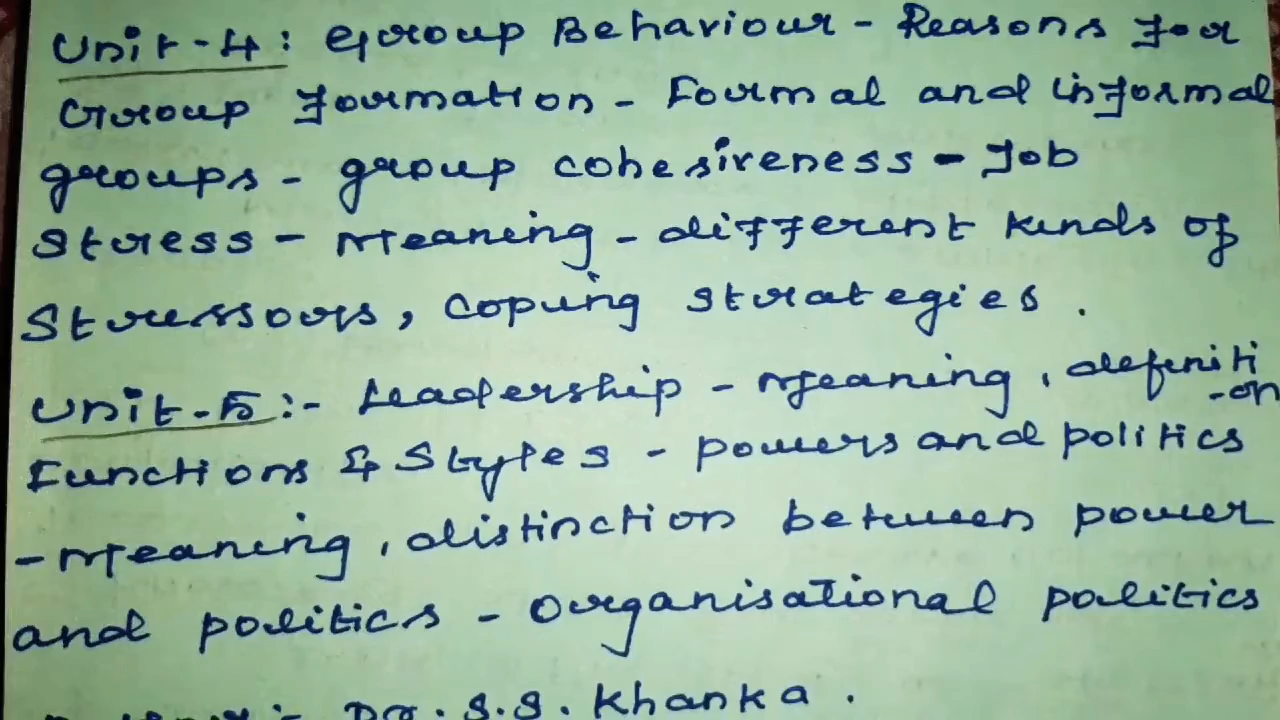 Unit-4: Group Behaviour - Reasons for
Group formation - Formal and informal
groups - group cohesireness - Job
Stress - Meaning - different kinds of
Stressors, coping strategies.
Unit-5:- Leadership - Meaning, definiti
-on
Functions & Styles - powers and politics
- Meaning, distinction between power
and politics - Organisational politics
:- Dr. S.S. Khanka.